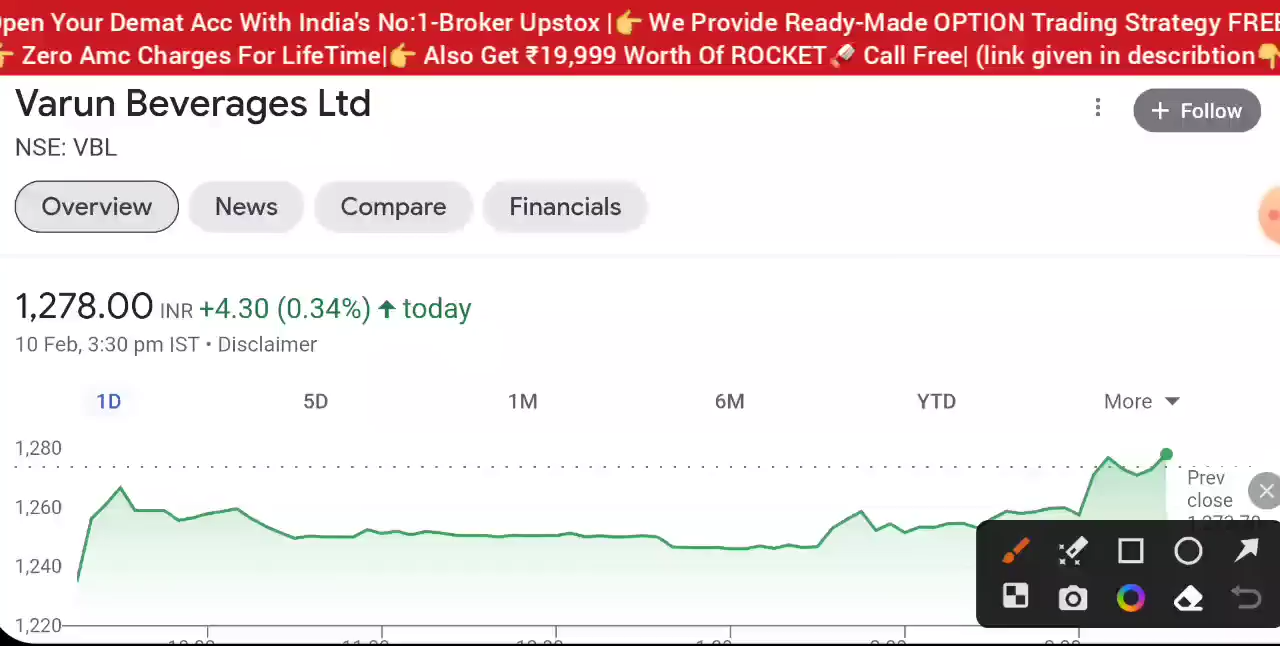 pen Your Demat Acc With India's No:1-Broker Upstox |👉 We Provide Ready-Made OPTION Trading Strategy FREE
👉 Zero Amc Charges For LifeTime|👉 Also Get ₹19,999 Worth Of ROCKET🚀 Call Free| (link given in describtion👇
Varun Beverages Ltd
+ Follow
NSE: VBL
Overview News Compare Financials
1,278.00 INR +4.30 (0.34%) ↑ today
10 Feb, 3:30 pm IST • Disclaimer
1D 5D 1M 6M YTD More
1,280
Prev
close
1,260
1,240
1,220